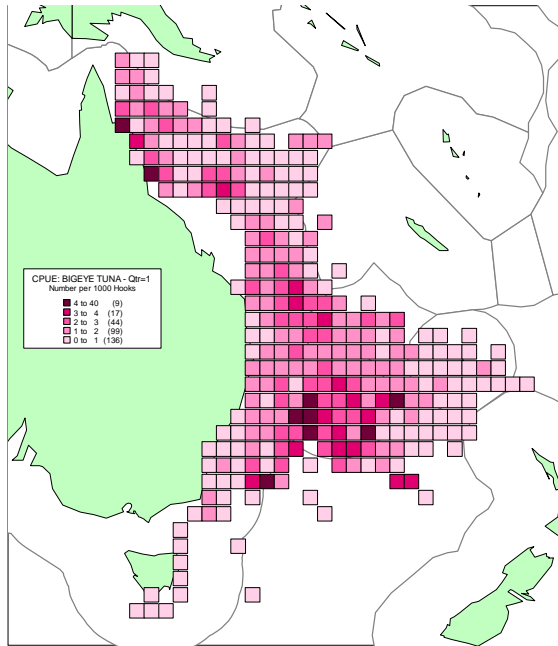 CPUE: BIGEYE TUNA - Qtr=1
Number per 1000 Hooks
4 to 40 (9)
3 to 4 (17)
2 to 3 (44)
1 to 2 (99)
0 to 1 (136)